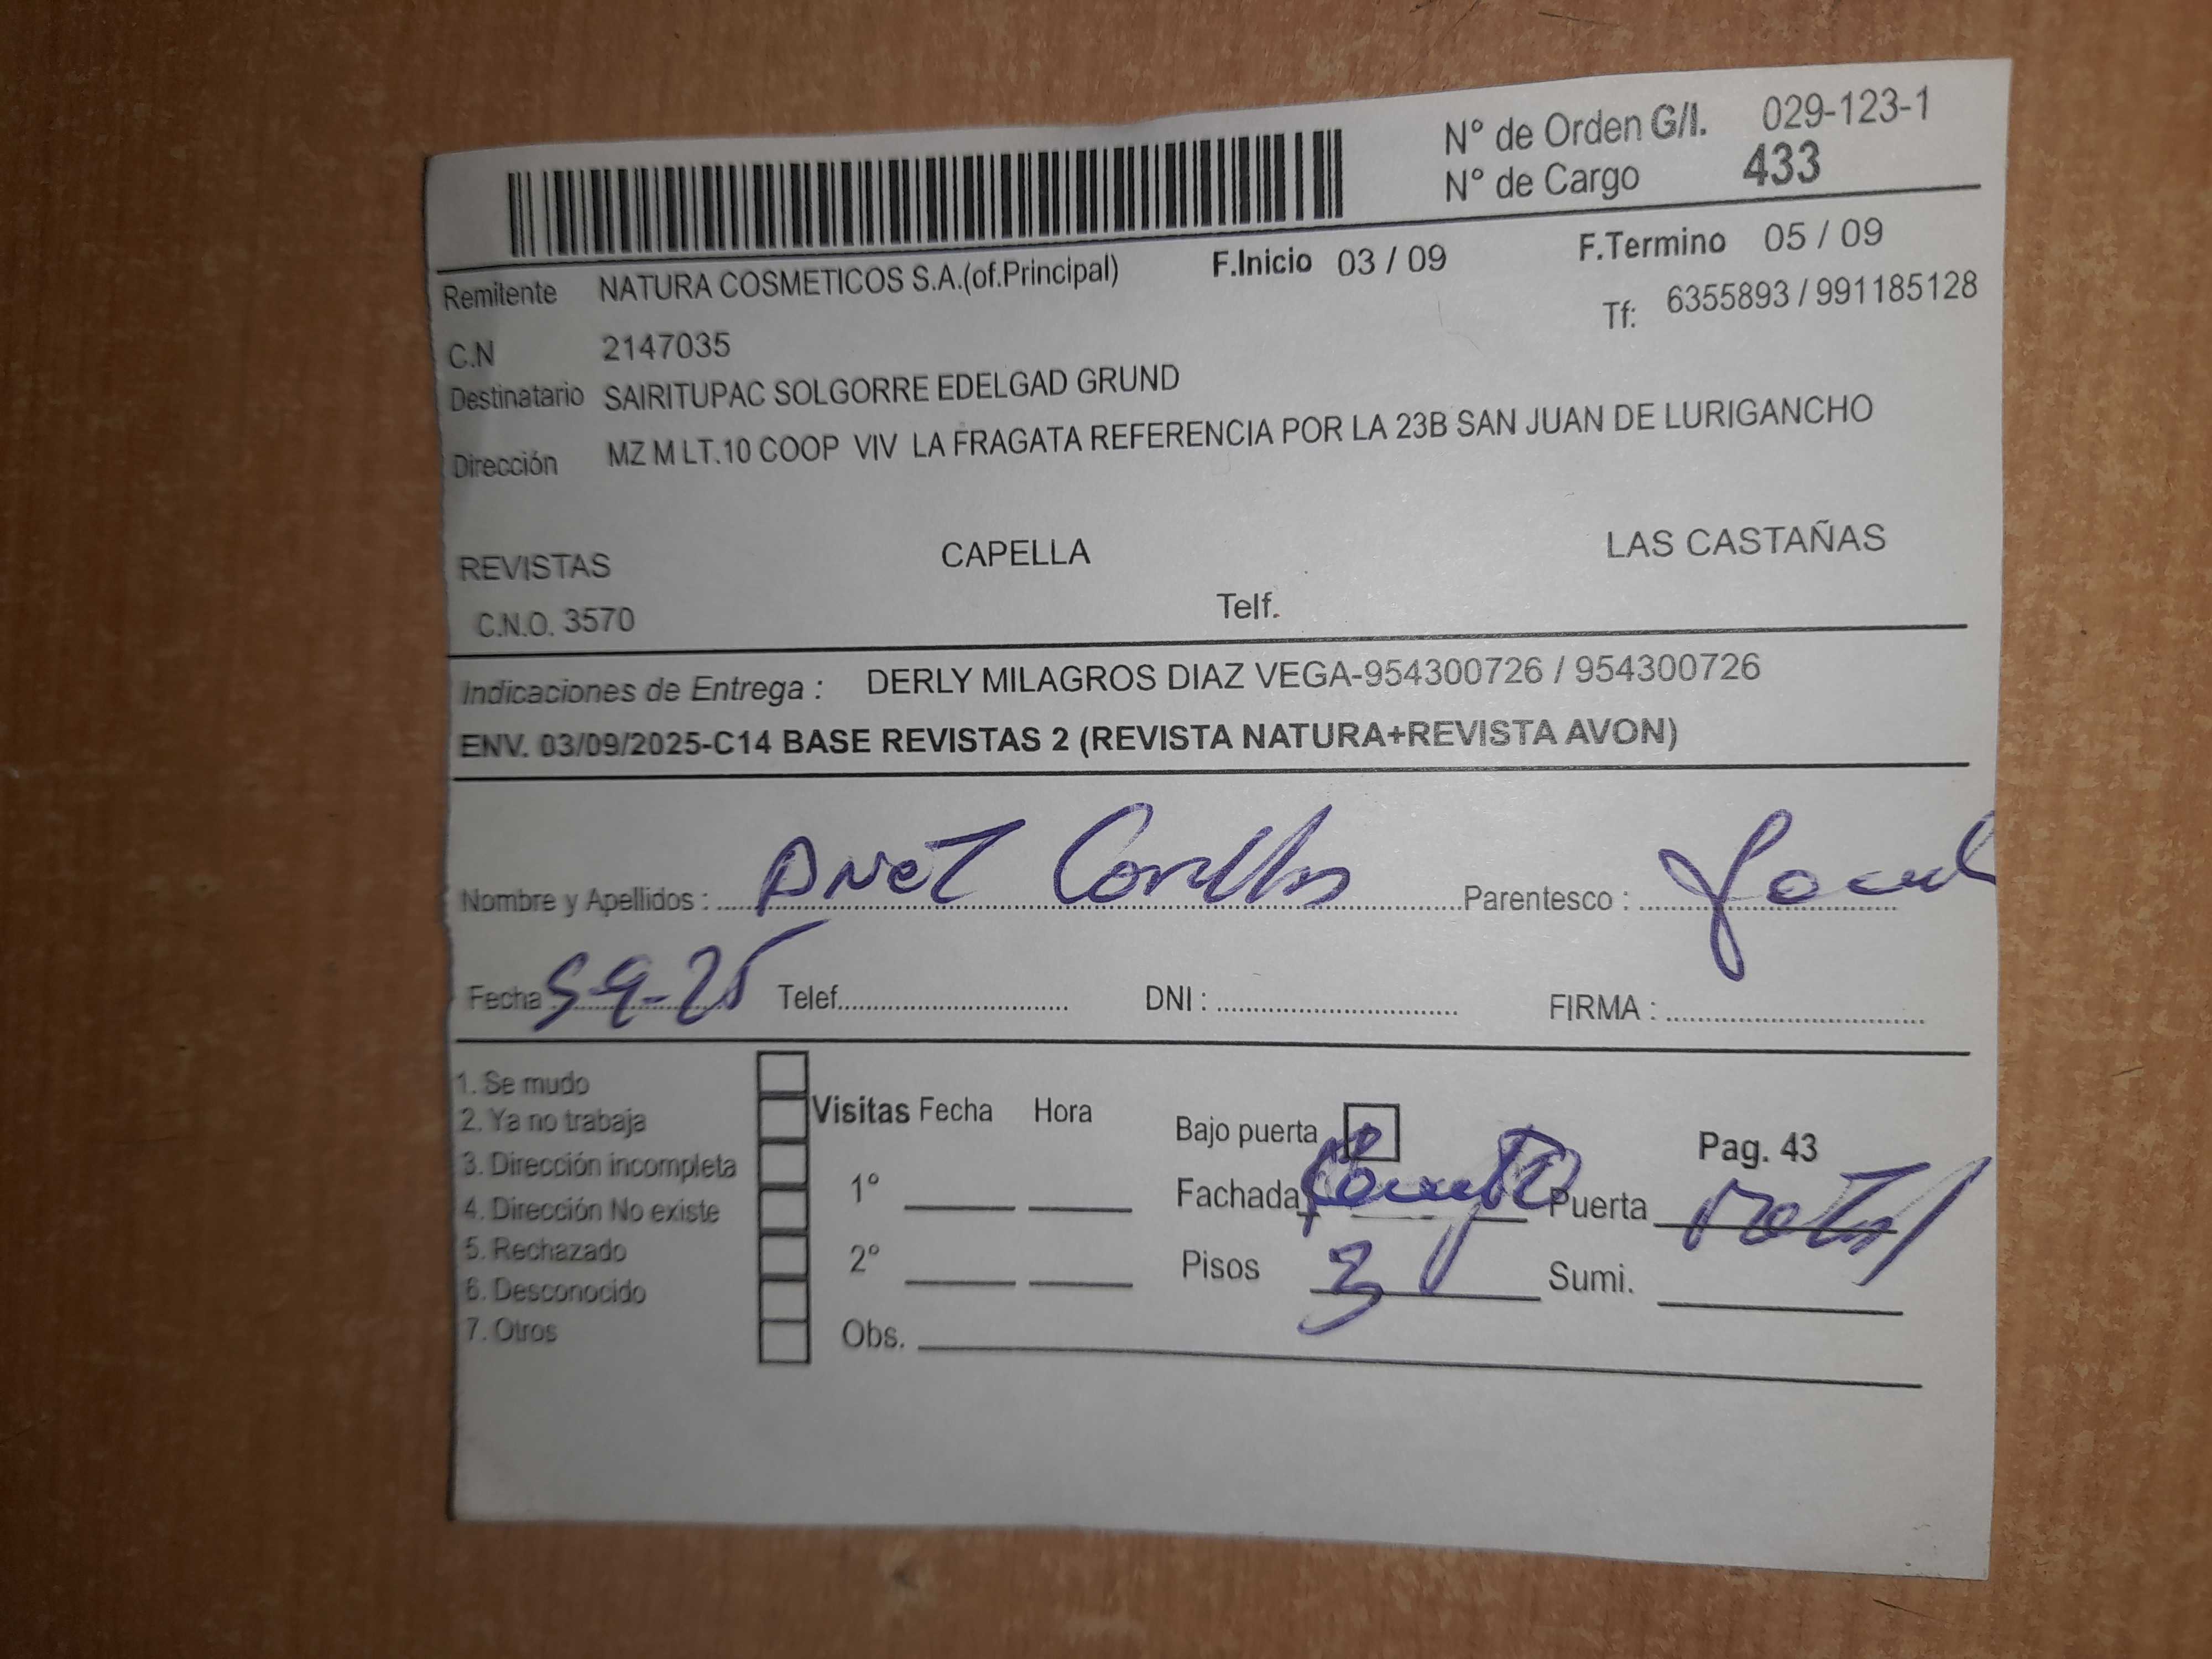 N° de Orden G/I. 029-123-1
N° de Cargo 433
Remitente NATURA COSMETICOS S.A.(of.Principal) F.Inicio 03 / 09 F.Termino 05 / 09
Tf: 6355893 / 991185128
C.N 2147035
Destinatario SAIRITUPAC SOLGORRE EDELGAD GRUND
Dirección MZ M LT.10 COOP VIV LA FRAGATA REFERENCIA POR LA 23B SAN JUAN DE LURIGANCHO
REVISTAS CAPELLA LAS CASTAÑAS
C.N.O. 3570 Telf.
Indicaciones de Entrega : DERLY MILAGROS DIAZ VEGA-954300726 / 954300726
ENV. 03/09/2025-C14 BASE REVISTAS 2 (REVISTA NATURA+REVISTA AVON)
Nombre y Apellidos : Anet Parentesco :
Fecha 5-9-25 Telef. DNI : FIRMA :
1. Se mudo
2. Ya no trabaja
3. Dirección incompleta
4. Dirección No existe
5. Rechazado
6. Desconocido
7. Otros
Visitas Fecha Hora
1°
2°
Obs.
Bajo puerta Pag. 43
Fachada Puerta metal
Pisos 3 Sumi.